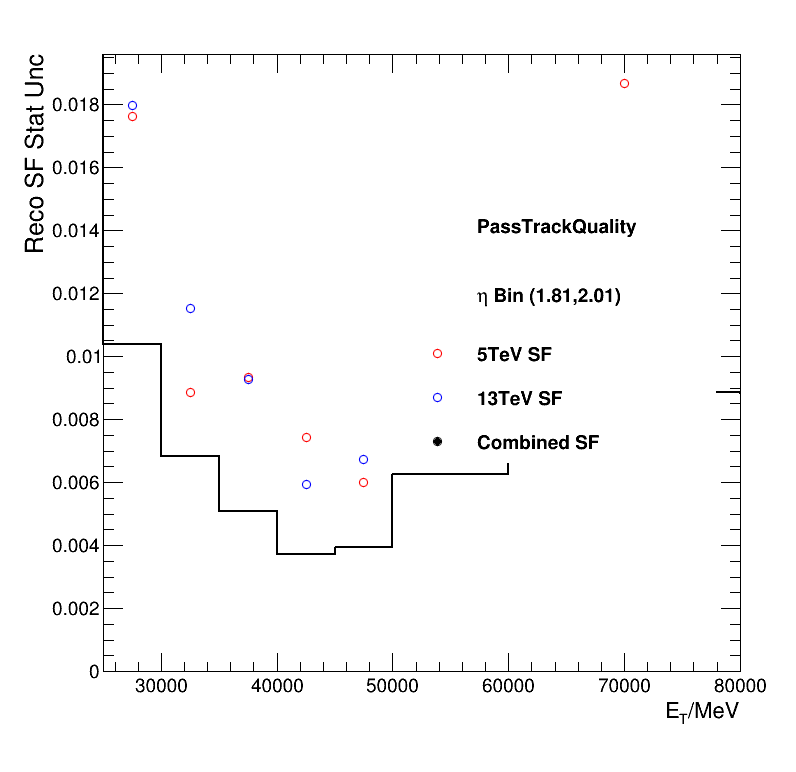 Reco SF Stat Unc
0.018
0.016
0.014
0.012
0.01
0.008
0.006
0.004
0.002
0
PassTrackQuality
η Bin (1.81,2.01)
5TeV SF
13TeV SF
Combined SF
30000 40000 50000 60000 70000 80000
E_T/MeV